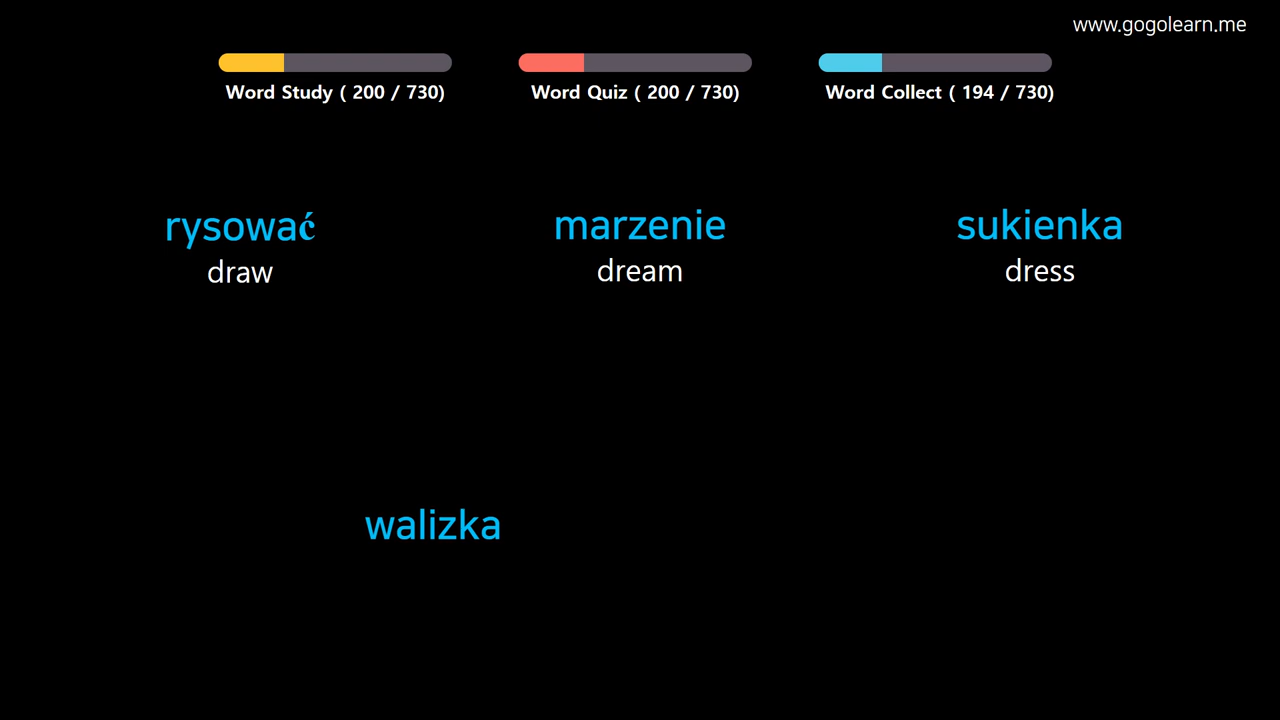 www.gogolearn.me
Word Study ( 200 / 730)
Word Quiz ( 200 / 730)
Word Collect ( 194 / 730)
rysować
draw
marzenie
dream
sukienka
dress
walizka